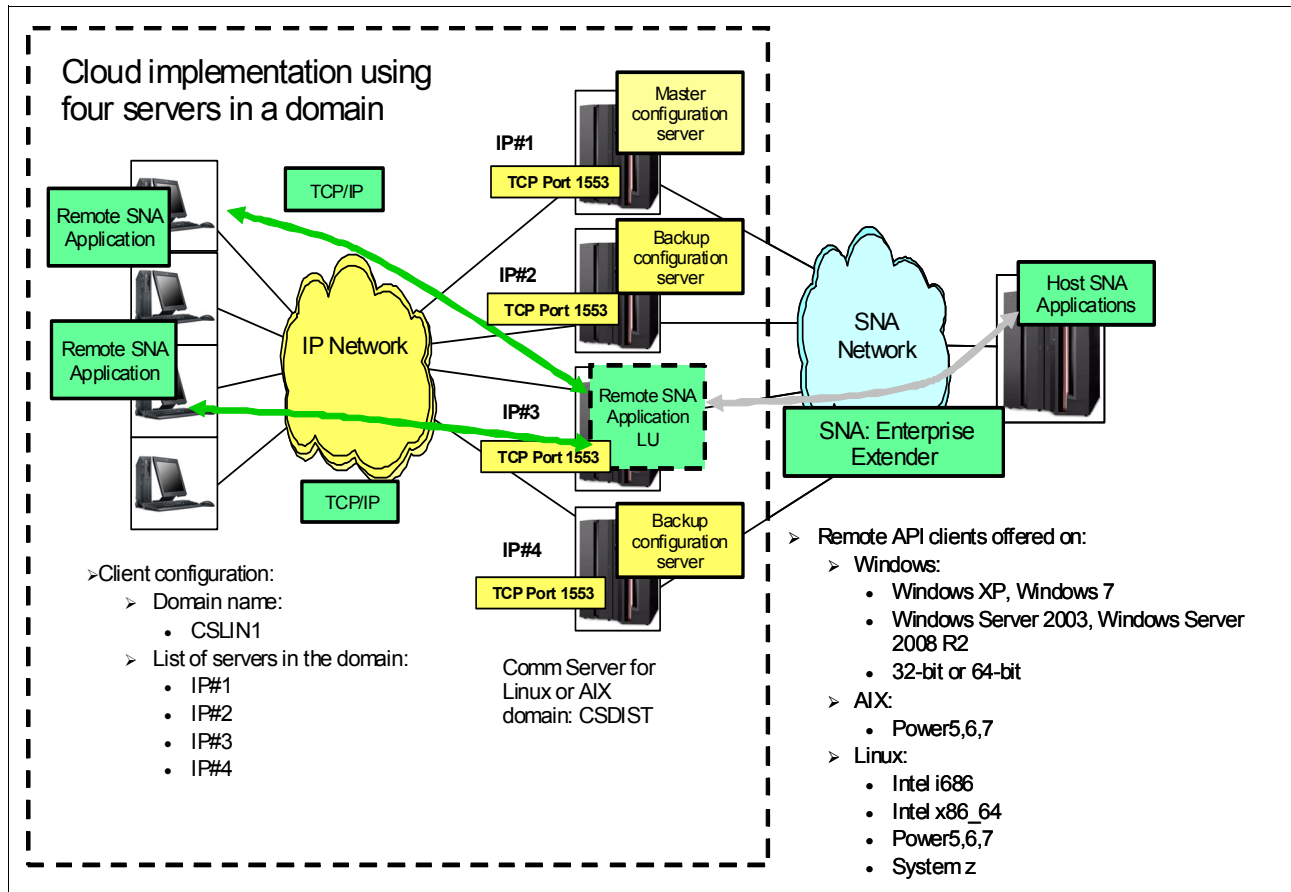 Cloud implementation using
four servers in a domain
Master
configuration
server
IP#1
TCP Port 1553
TCP/IP
Remote SNA
Application
Backup
configuration
server
IP#2
TCP Port 1553
Host SNA
Applications
SNA
Network
IP Network
Remote SNA
Application
Remote SNA
Application
LU
IP#3
TCP Port 1553
SNA: Enterprise
Extender
TCP/IP
Backup
configuration
server
IP#4
TCP Port 1553
➢Client configuration:
➢ Domain name:
• CSLIN1
➢ List of servers in the domain:
• IP#1
• IP#2
• IP#3
• IP#4
Comm Server for
Linux or AIX
domain: CSDIST
➢ Remote API clients offered on:
➢ Windows:
• Windows XP, Windows 7
• Windows Server 2003, Windows Server
2008 R2
• 32-bit or 64-bit
➢ AIX:
• Power5,6,7
➢ Linux:
• Intel i686
• Intel x86_64
• Power5,6,7
• System z